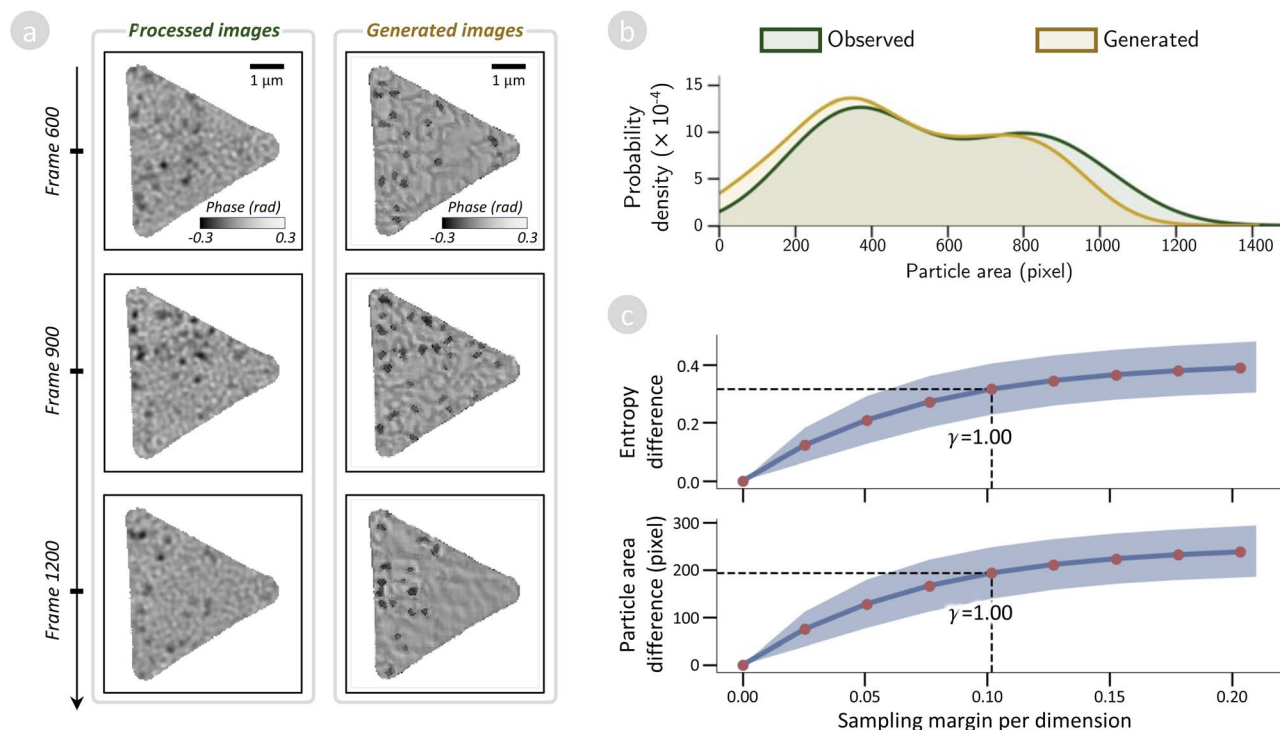 a
Processed images
Generated images
Frame 600
1 μm
1 μm
Phase (rad)
-0.3
0.3
Phase (rad)
-0.3
0.3
Frame 900
Frame 1200
b
Observed
Generated
Probability
density (× 10⁻⁴)
15
10
5
0
0 200 400 600 800 1000 1200 1400
Particle area (pixel)
c
Entropy
difference
0.4
0.2
0.0
γ=1.00
Particle area
difference (pixel)
300
200
100
0
γ=1.00
0.00 0.05 0.10 0.15 0.20
Sampling margin per dimension